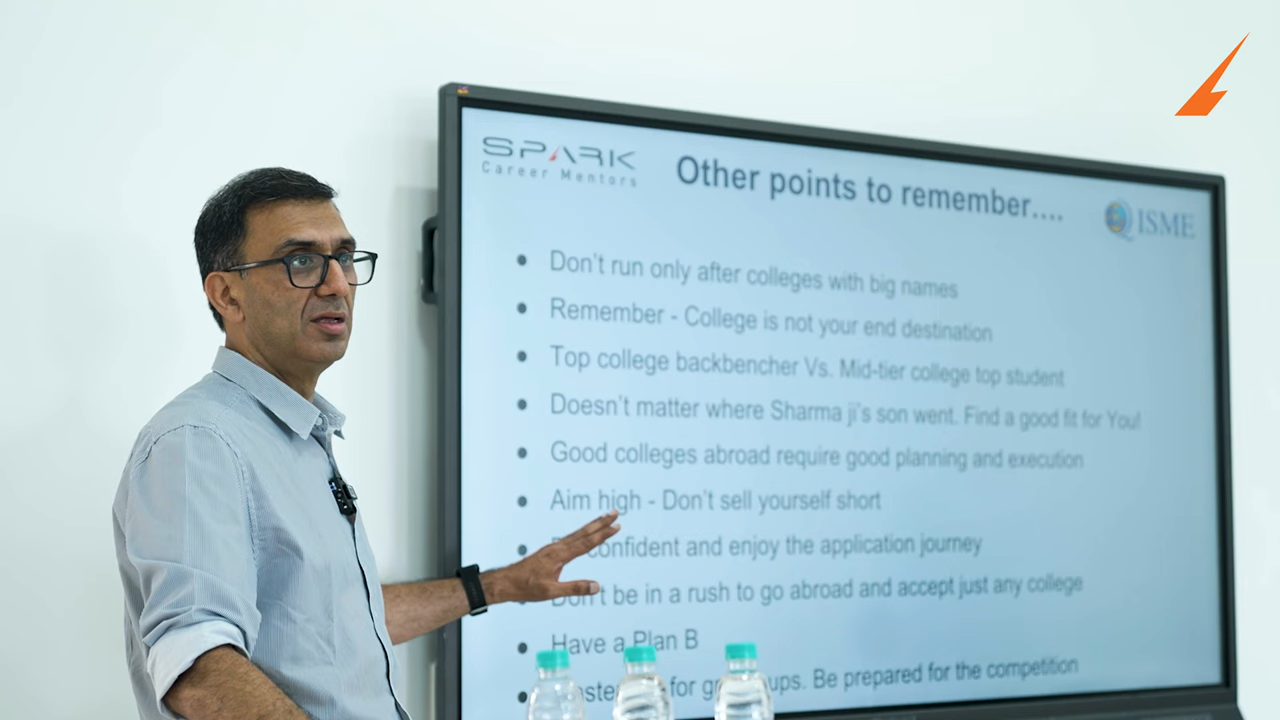 SPARK
Career Mentors
Other points to remember....
ISME
• Don't run only after colleges with big names
• Remember - College is not your end destination
• Top college backbencher Vs. Mid-tier college top student
• Doesn't matter where Sharma ji's son went. Find a good fit for You!
• Good colleges abroad require good planning and execution
• Aim high - Don't sell yourself short
• confident and enjoy the application journey
Don't be in a rush to go abroad and accept just any college
• Have a Plan B
• for Be prepared for the competition